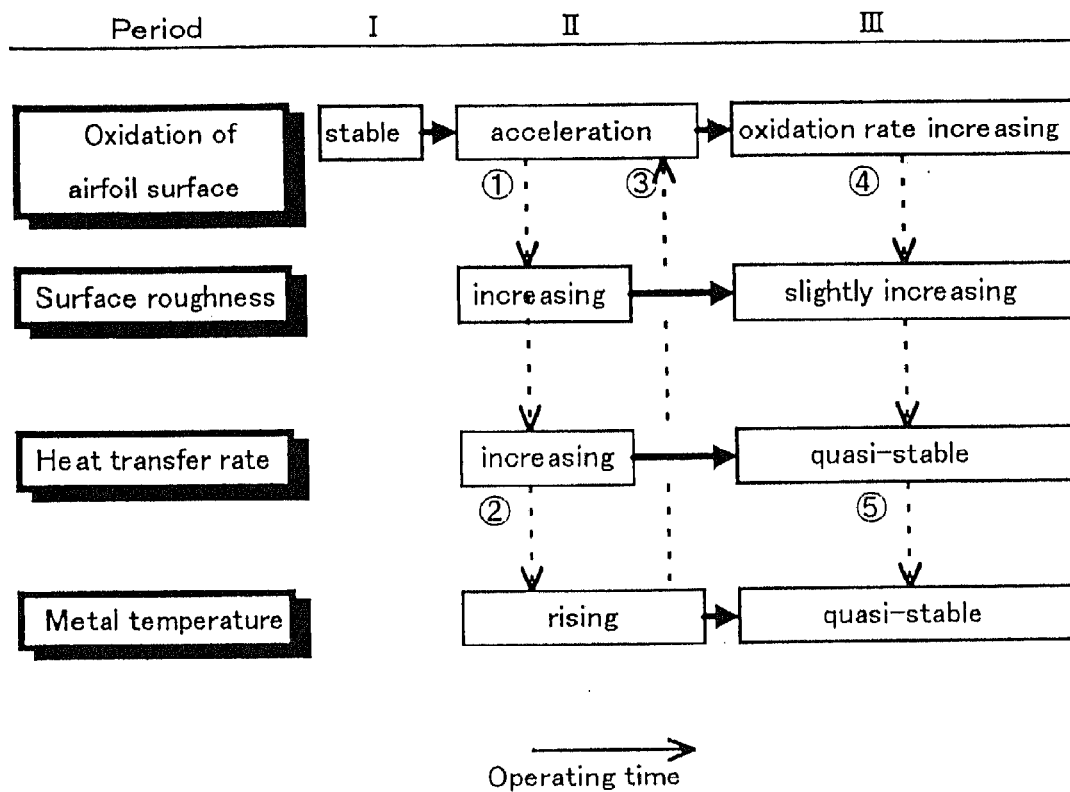 Period I II III
Oxidation of
airfoil surface
stable acceleration oxidation rate increasing
① ③ ④
Surface roughness increasing slightly increasing
Heat transfer rate increasing quasi-stable
② ⑤
Metal temperature rising quasi-stable
Operating time